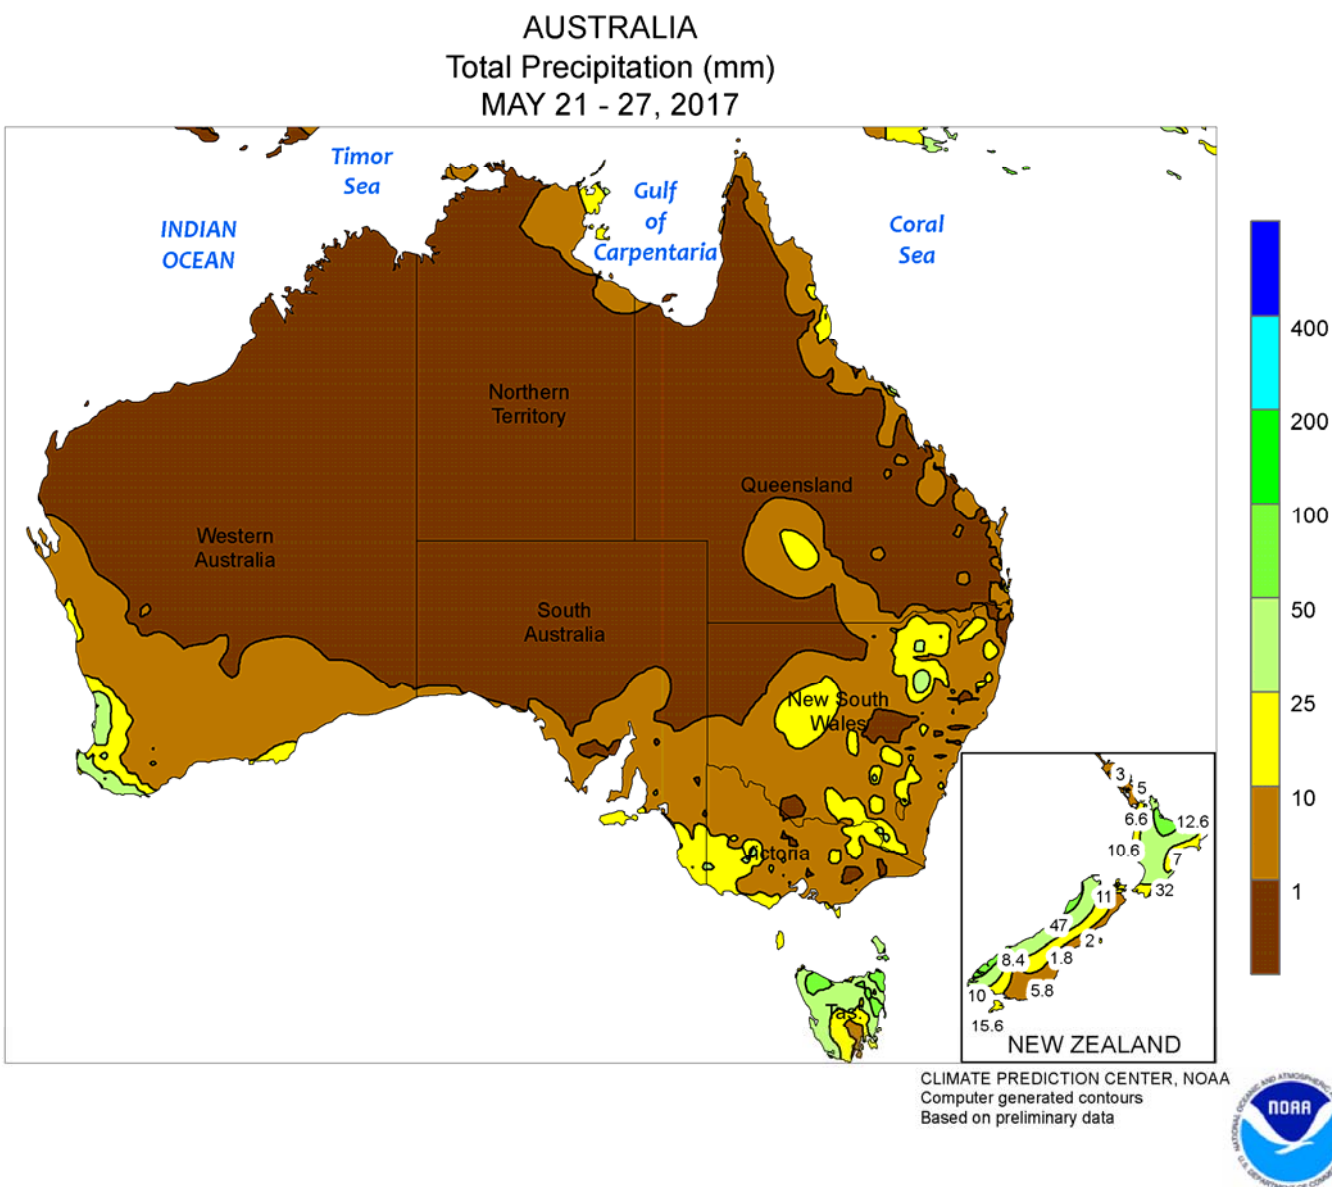 AUSTRALIA
Total Precipitation (mm)
MAY 21 - 27, 2017
Timor
Sea
Gulf
of
Carpentaria
INDIAN
OCEAN
Coral
Sea
Northern
Territory
Queensland
Western
Australia
South
Australia
New South
Wales
Victoria
Tas.
400
200
100
50
25
10
1
3
5
6.6
12.6
10.6
7
32
11
47
2
8.4
1.8
10
5.8
15.6
NEW ZEALAND
CLIMATE PREDICTION CENTER, NOAA
Computer generated contours
Based on preliminary data
NOAA